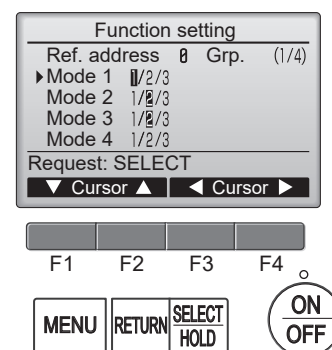 Function setting
Ref. address 0 Grp. (1/4)
Mode 1 1/2/3
Mode 2 1/2/3
Mode 3 1/2/3
Mode 4 1/2/3
Request: SELECT
▼ Cursor ▲ ◀ Cursor ▶
F1 F2 F3 F4
MENU RETURN SELECT HOLD ON OFF